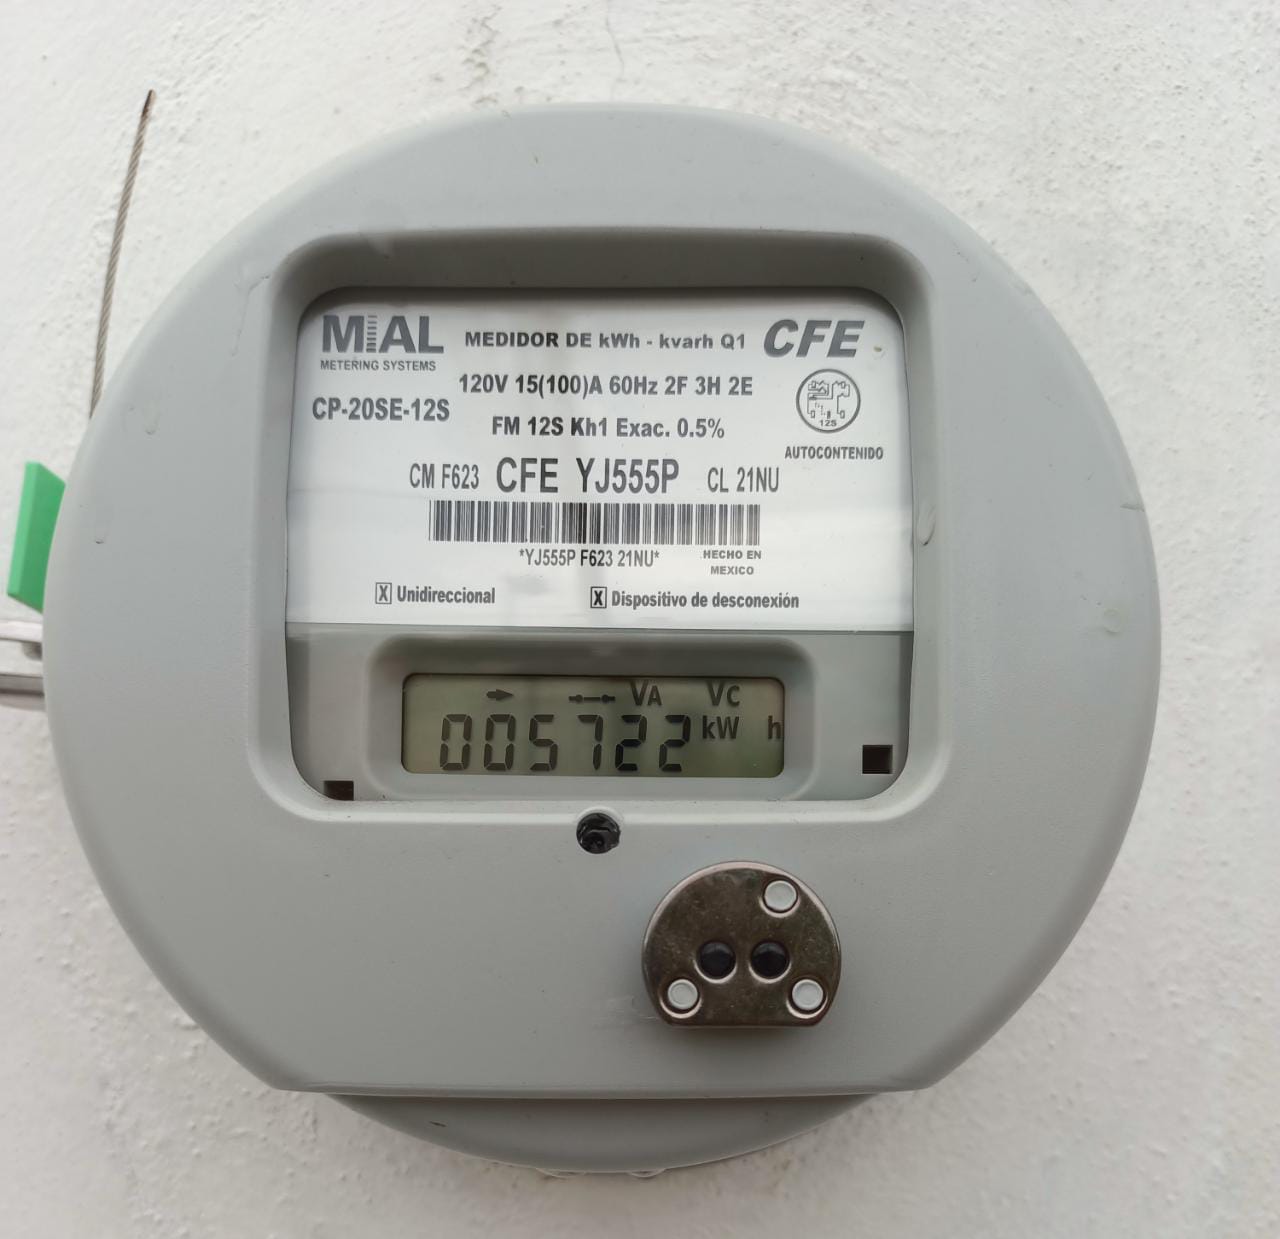 MIAL MEDIDOR DE kWh - kvarh Q1 CFE
METERING SYSTEMS
120V 15(100)A 60Hz 2F 3H 2E
CP-20SE-12S
FM 12S Kh1 Exac. 0.5%
12S
AUTOCONTENIDO
CM F623 CFE YJ555P CL 21NU
*YJ555P F623 21NU*
HECHO EN
MEXICO
X Unidireccional X Dispositivo de desconexión
VA VC
005722 kW h